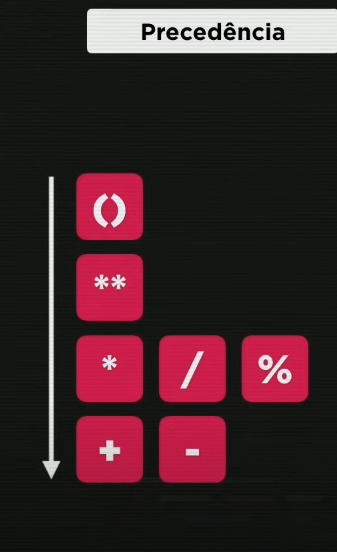 Precedência
()
**
* / %
+ -